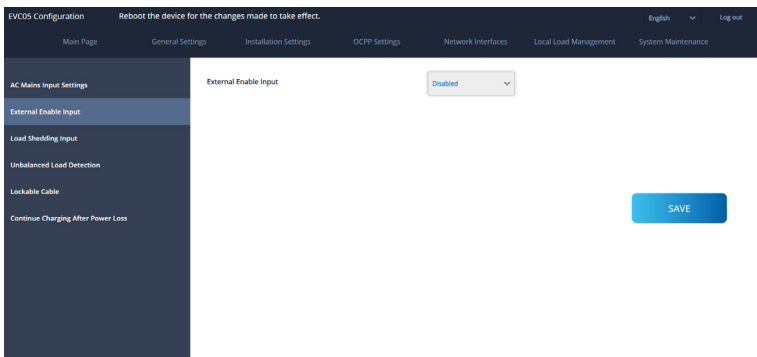 EVC05 Configuration
Reboot the device for the changes made to take effect.
English
Log out
Main Page
General Settings
Installation Settings
OCPP Settings
Network Interfaces
Local Load Management
System Maintenance
AC Mains Input Settings
External Enable Input
Load Shedding Input
Unbalanced Load Detection
Lockable Cable
Continue Charging After Power Loss
External Enable Input
Disabled
SAVE